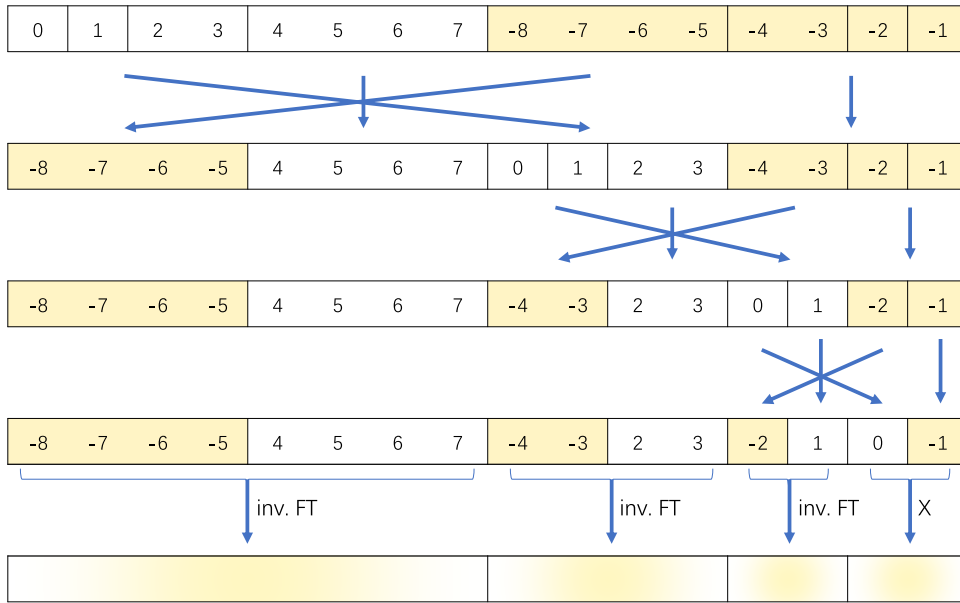 0 1 2 3 4 5 6 7 -8 -7 -6 -5 -4 -3 -2 -1
-8 -7 -6 -5 4 5 6 7 0 1 2 3 -4 -3 -2 -1
-8 -7 -6 -5 4 5 6 7 -4 -3 2 3 0 1 -2 -1
-8 -7 -6 -5 4 5 6 7 -4 -3 2 3 -2 1 0 -1
inv. FT inv. FT inv. FT X